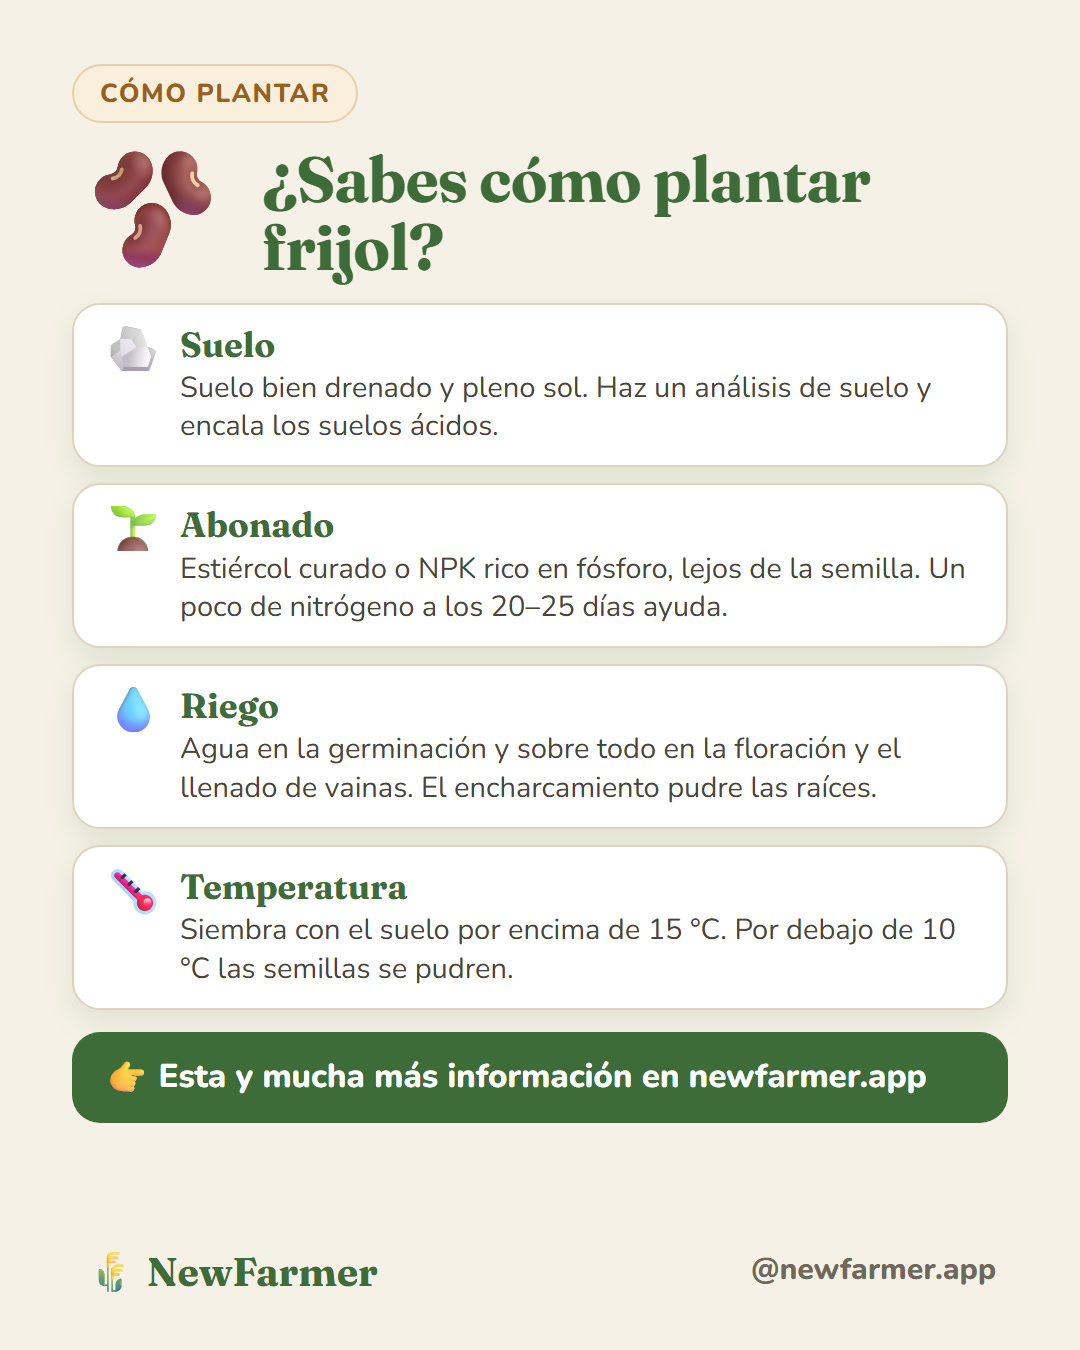 CÓMO PLANTAR
¿Sabes cómo plantar
frijol?
Suelo
Suelo bien drenado y pleno sol. Haz un análisis de suelo y
encala los suelos ácidos.
Abonado
Estiércol curado o NPK rico en fósforo, lejos de la semilla. Un
poco de nitrógeno a los 20–25 días ayuda.
Riego
Agua en la germinación y sobre todo en la floración y el
llenado de vainas. El encharcamiento pudre las raíces.
Temperatura
Siembra con el suelo por encima de 15 °C. Por debajo de 10
°C las semillas se pudren.
👉 Esta y mucha más información en newfarmer.app
NewFarmer
@newfarmer.app